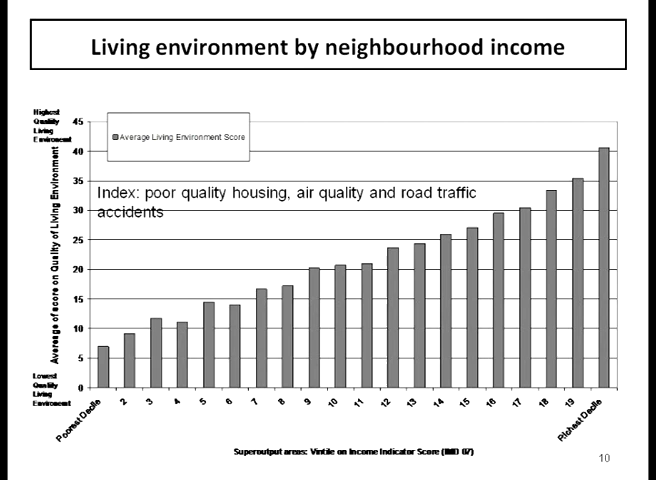 Living environment by neighbourhood income
Highest
Quality
Living
Enviroment
Avereage of score on Quality of Living Environment
45
Average Living Environment Score
40
35
Index: poor quality housing, air quality and road traffic
accidents
30
25
20
15
10
5
0
Lowest
Quality
Living
Enviroment
Poorest Decile
2
3
4
5
6
7
8
9
10
11
12
13
14
15
16
17
18
19
Richest Decile
Superoutput areas: Vintile on Income Indicator Score (IMD 07)
10